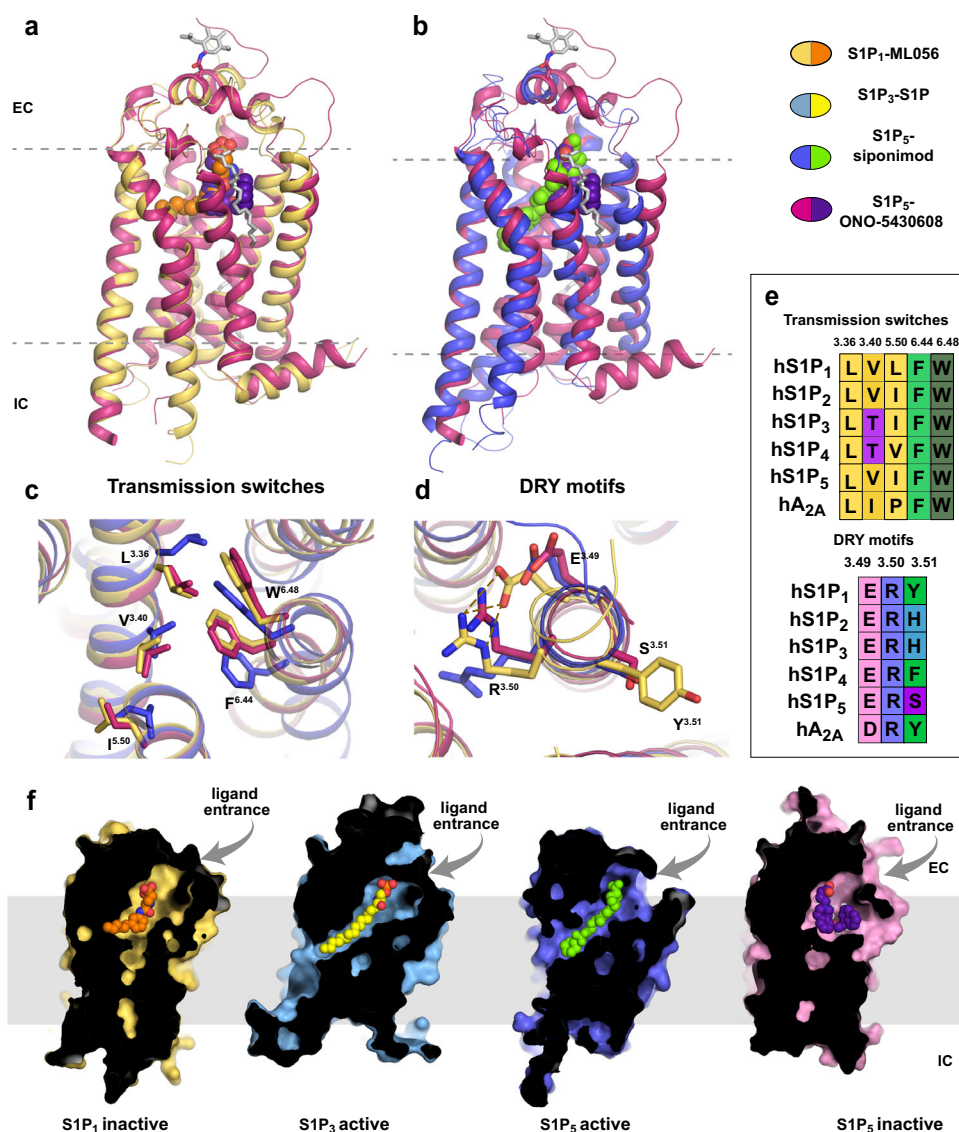 a
b
EC
IC
S1P₁-ML056
S1P₃-S1P
S1P₅-
siponimod
S1P₅-
ONO-5430608
c Transmission switches
L³·³⁶
W⁶·⁴⁸
V³·⁴⁰
F⁶·⁴⁴
I⁵·⁵⁰
d DRY motifs
E³·⁴⁹
S³·⁵¹
R³·⁵⁰
Y³·⁵¹
e
Transmission switches
3.36 3.40 5.50 6.44 6.48
hS1P₁ L V L F W
hS1P₂ L V I F W
hS1P₃ L T I F W
hS1P₄ L T V F W
hS1P₅ L V I F W
hA₂A L I P F W
DRY motifs
3.49 3.50 3.51
hS1P₁ E R Y
hS1P₂ E R H
hS1P₃ E R H
hS1P₄ E R F
hS1P₅ E R S
hA₂A D R Y
f
ligand
entrance
ligand
entrance
ligand
entrance
ligand
entrance
EC
IC
S1P₁ inactive
S1P₃ active
S1P₅ active
S1P₅ inactive